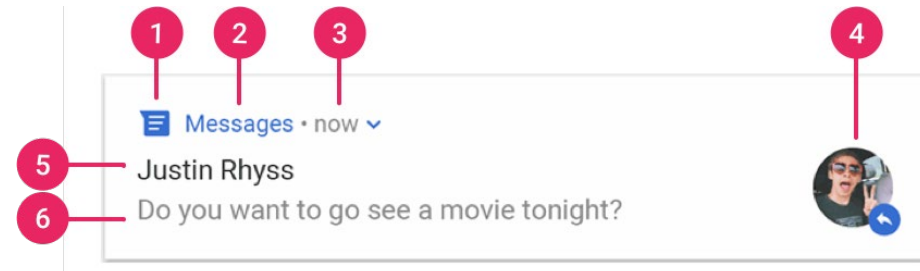 1 2 3 4
Messages • now
5 Justin Rhyss
6 Do you want to go see a movie tonight?